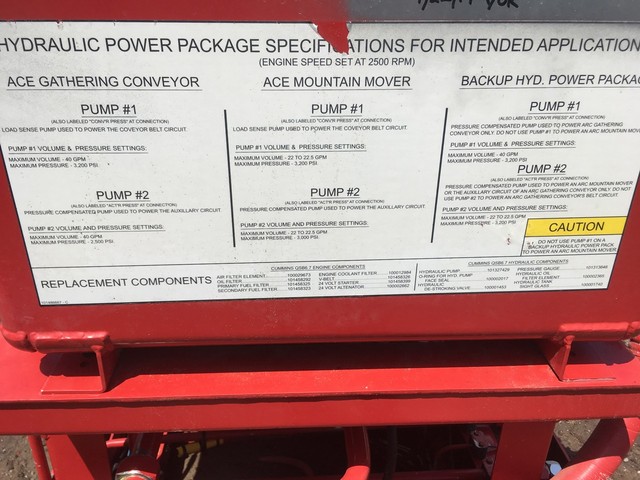 HYDRAULIC POWER PACKAGE SPECIFICATIONS FOR INTENDED APPLICATION
(ENGINE SPEED SET AT 2500 RPM)
ACE GATHERING CONVEYOR
PUMP #1
(ALSO LABELED "CONV'R PRESS" AT CONNECTION)
LOAD SENSE PUMP USED TO POWER THE COVEYOR BELT CIRCUIT
PUMP #1 VOLUME & PRESSURE SETTINGS:
MAXIMUM VOLUME - 40 GPM
MAXIMUM PRESSURE - 3,200 PSI.
PUMP #2
(ALSO LABELED "ACT'R PRESS" AT CONNECTION)
PRESSURE COMPENSATED PUMP USED TO POWER THE AUXILLARY CIRCUIT
PUMP #2 VOLUME AND PRESSURE SETTINGS:
MAXIMUM VOLUME - 40 GPM
MAXIMUM PRESSURE - 2,500 PSI.
ACE MOUNTAIN MOVER
PUMP #1
(ALSO LABELED "CONV'R PRESS" AT CONNECTION)
LOAD SENSE PUMP USED TO POWER THE COVEYOR BELT CIRCUIT
PUMP #1 VOLUME & PRESSURE SETTINGS:
MAXIMUM VOLUME - 22 TO 22.5 GPM
MAXIMUM PRESSURE - 3,200 PSI.
PUMP #2
(ALSO LABELED "ACT'R PRESS" AT CONNECTION)
PRESSURE COMPENSATED PUMP USED TO POWER THE AUXILLARY CIRCUIT
PUMP #2 VOLUME AND PRESSURE SETTINGS:
MAXIMUM VOLUME - 22 TO 22.5 GPM
MAXIMUM PRESSURE - 3,000 PSI.
BACKUP HYD. POWER PACKAG
PUMP #1
(ALSO LABELED "CONV'R PRESS" AT CONNECTION)
PRESSURE COMPENSATED PUMP USED TO POWER ARC GATHERING
CONVEYOR ONLY. DO NOT USE PUMP #1 TO POWER AN ARC MOUNTAIN MOVER
PUMP #1 VOLUME AND PRESSURE SETTINGS:
MAXIMUM VOLUME - 40 GPM
MAXIMUM PRESSURE - 3,200 PSI.
PUMP #2
(ALSO LABELED "ACT'R PRESS" AT CONNECTION)
PRESSURE COMPENSATED PUMP USED TO POWER AN ARC MOUNTAIN MOVER
OR THE AUXILARY CIRCUIT OF AN ARC GATHERING CONVEYOR ONLY. DO NOT
USE PUMP #2 TO POWER AN ARC GATHERING CONVEYOR'S BELT CIRCUIT.
PUMP #2 VOLUME AND PRESSURE SETTINGS:
MAXIMUM VOLUME - 22 TO 22.5 GPM
MAXIMUM PRESSURE - 3,200 PSI
CAUTION
DO NOT USE PUMP #1 ON A
BACKUP HYDRAULIC POWER PACK
TO POWER AN ARC MOUNTAIN MOVER
REPLACEMENT COMPONENTS
CUMMINS QSB6.7 ENGINE COMPONENTS
AIR FILTER ELEMENT
OIL FILTER
PRIMARY FUEL FILTER
SECONDARY FUEL FILTER
ENGINE COOLANT FILTER
V-BELT
24 VOLT STARTER
24 VOLT ALTENATOR
CUMMINS QSB6.7 HYDRAULIC COMPONENTS
HYDRAULIC PUMP
O-RING FOR HYD. PUMP
FACE SEAL
HYDRAULIC
DE-STROKING VALVE
PRESSURE GAUGE
HYDRAULIC OIL
FILTER ELEMENT
HYDRAULIC TANK
SIGHT GLASS